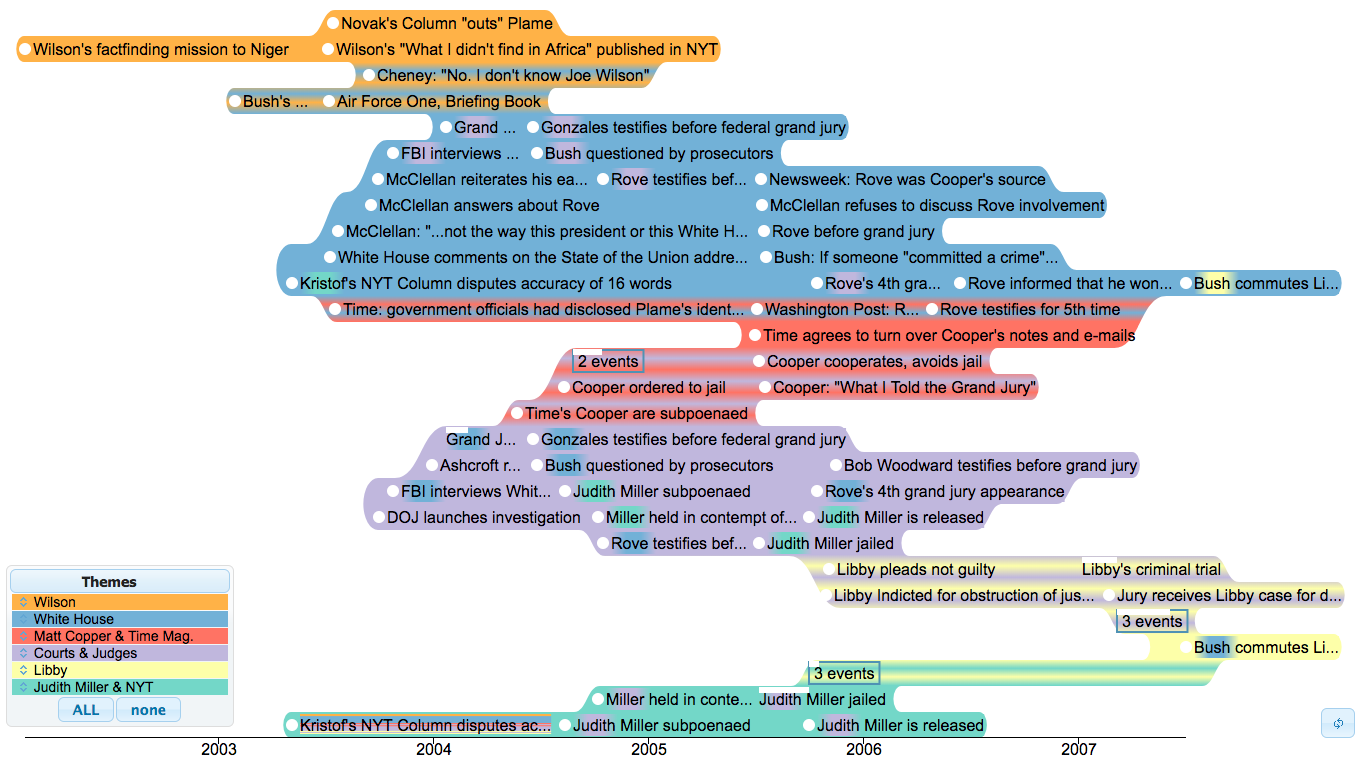 Novak's Column "outs" Plame
Wilson's factfinding mission to Niger Wilson's "What I didn't find in Africa" published in NYT
Cheney: "No. I don't know Joe Wilson"
Bush's ... Air Force One, Briefing Book
Grand ... Gonzales testifies before federal grand jury
FBI interviews ... Bush questioned by prosecutors
McClellan reiterates his ea... Rove testifies bef... Newsweek: Rove was Cooper's source
McClellan answers about Rove McClellan refuses to discuss Rove involvement
McClellan: "...not the way this president or this White H... Rove before grand jury
White House comments on the State of the Union addre... Bush: If someone "committed a crime"...
Kristof's NYT Column disputes accuracy of 16 words Rove's 4th gra... Rove informed that he won... Bush commutes Li...
Time: government officials had disclosed Plame's ident... Washington Post: R... Rove testifies for 5th time
Time agrees to turn over Cooper's notes and e-mails
2 events Cooper cooperates, avoids jail
Cooper ordered to jail Cooper: "What I Told the Grand Jury"
Time's Cooper are subpoenaed
Grand J... Gonzales testifies before federal grand jury
Ashcroft r... Bush questioned by prosecutors Bob Woodward testifies before grand jury
FBI interviews Whit... Judith Miller subpoenaed Rove's 4th grand jury appearance
DOJ launches investigation Miller held in contempt of... Judith Miller is released
Rove testifies bef... Judith Miller jailed
Libby pleads not guilty Libby's criminal trial
Libby Indicted for obstruction of jus... Jury receives Libby case for d...
3 events
Bush commutes Li...
3 events
Miller held in conte... Judith Miller jailed
Kristof's NYT Column disputes ac... Judith Miller subpoenaed Judith Miller is released
Themes
Wilson
White House
Matt Copper & Time Mag.
Courts & Judges
Libby
Judith Miller & NYT
ALL none
2003 2004 2005 2006 2007